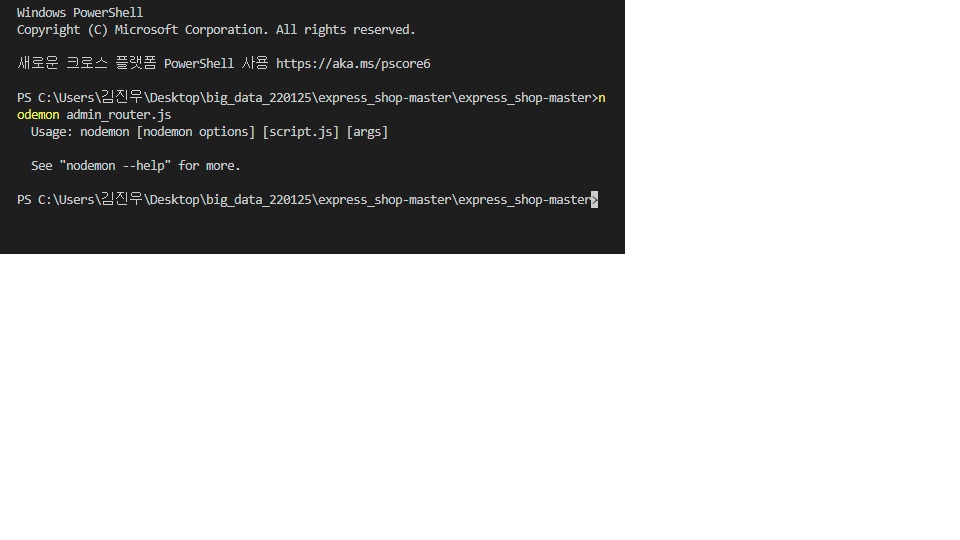 Windows PowerShell
Copyright (C) Microsoft Corporation. All rights reserved.
새로운 크로스 플랫폼 PowerShell 사용 https://aka.ms/pscore6
PS C:\Users\김진우\Desktop\big_data_220125\express_shop-master\express_shop-master>n
odemon admin_router.js
Usage: nodemon [nodemon options] [script.js] [args]
See "nodemon --help" for more.
PS C:\Users\김진우\Desktop\big_data_220125\express_shop-master\express_shop-master>